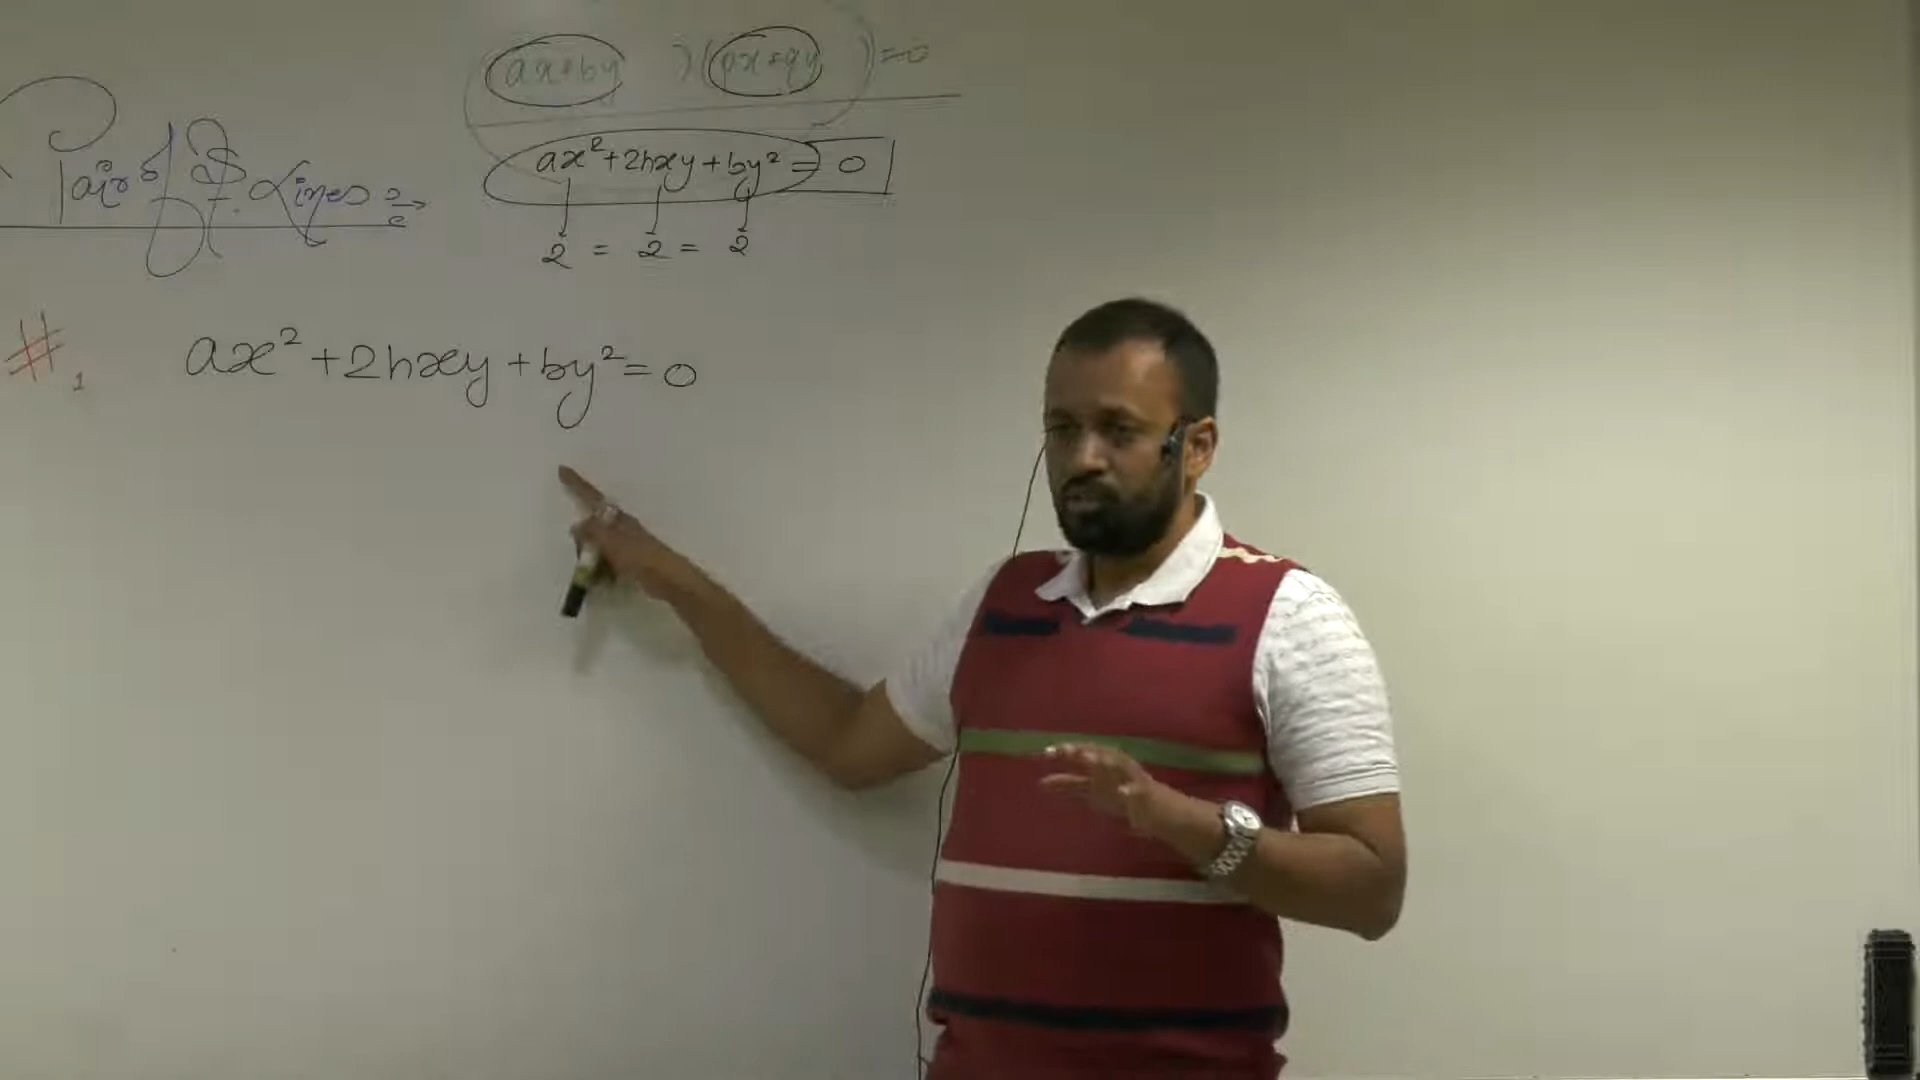 (ax+by )(px+qy )=0
Pair of St. Lines :→
ax²+2hxy+by² = 0
2 = 2 = 2
#1 ax²+2hxy+by²=0